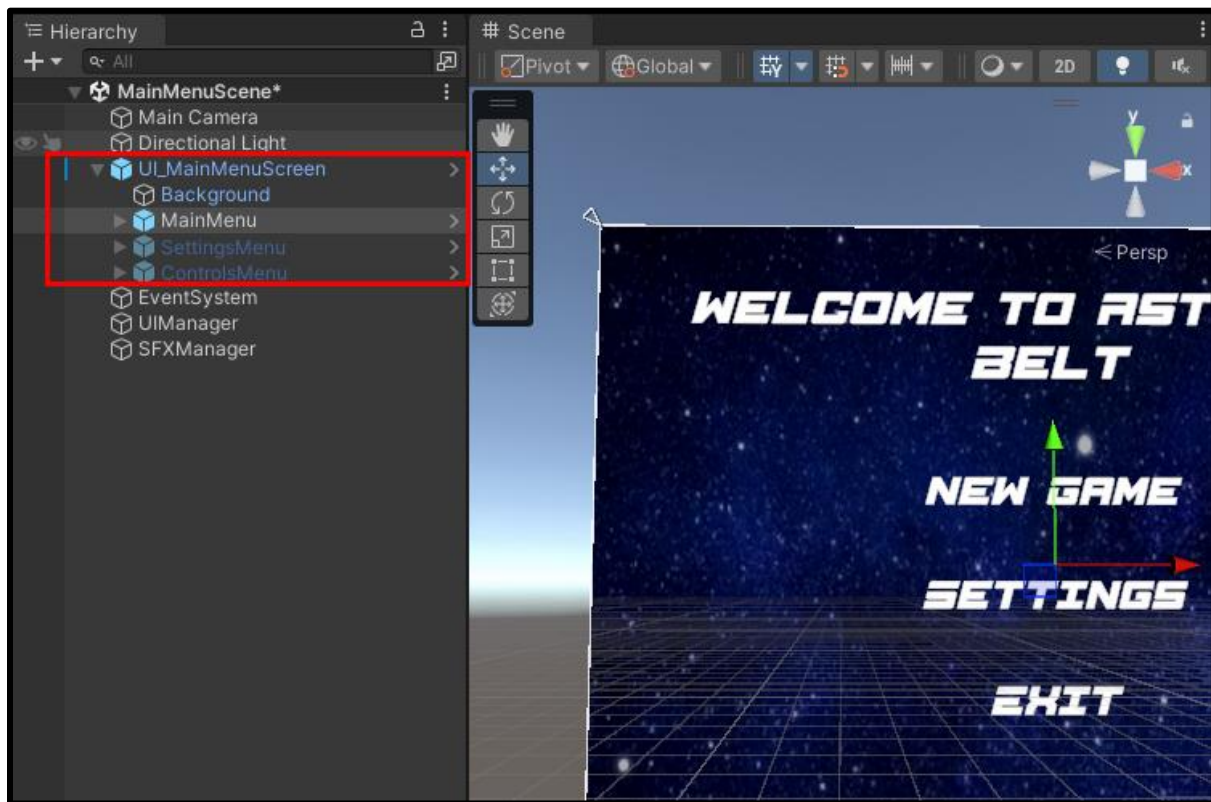 Hierarchy
All
MainMenuScene*
Main Camera
Directional Light
UI_MainMenuScreen
Background
MainMenu
SettingsMenu
ControlsMenu
EventSystem
UIManager
SFXManager
Scene
Pivot Global 2D
y
x
Persp
WELCOME TO AST
BELT
NEW GAME
SETTINGS
EXIT